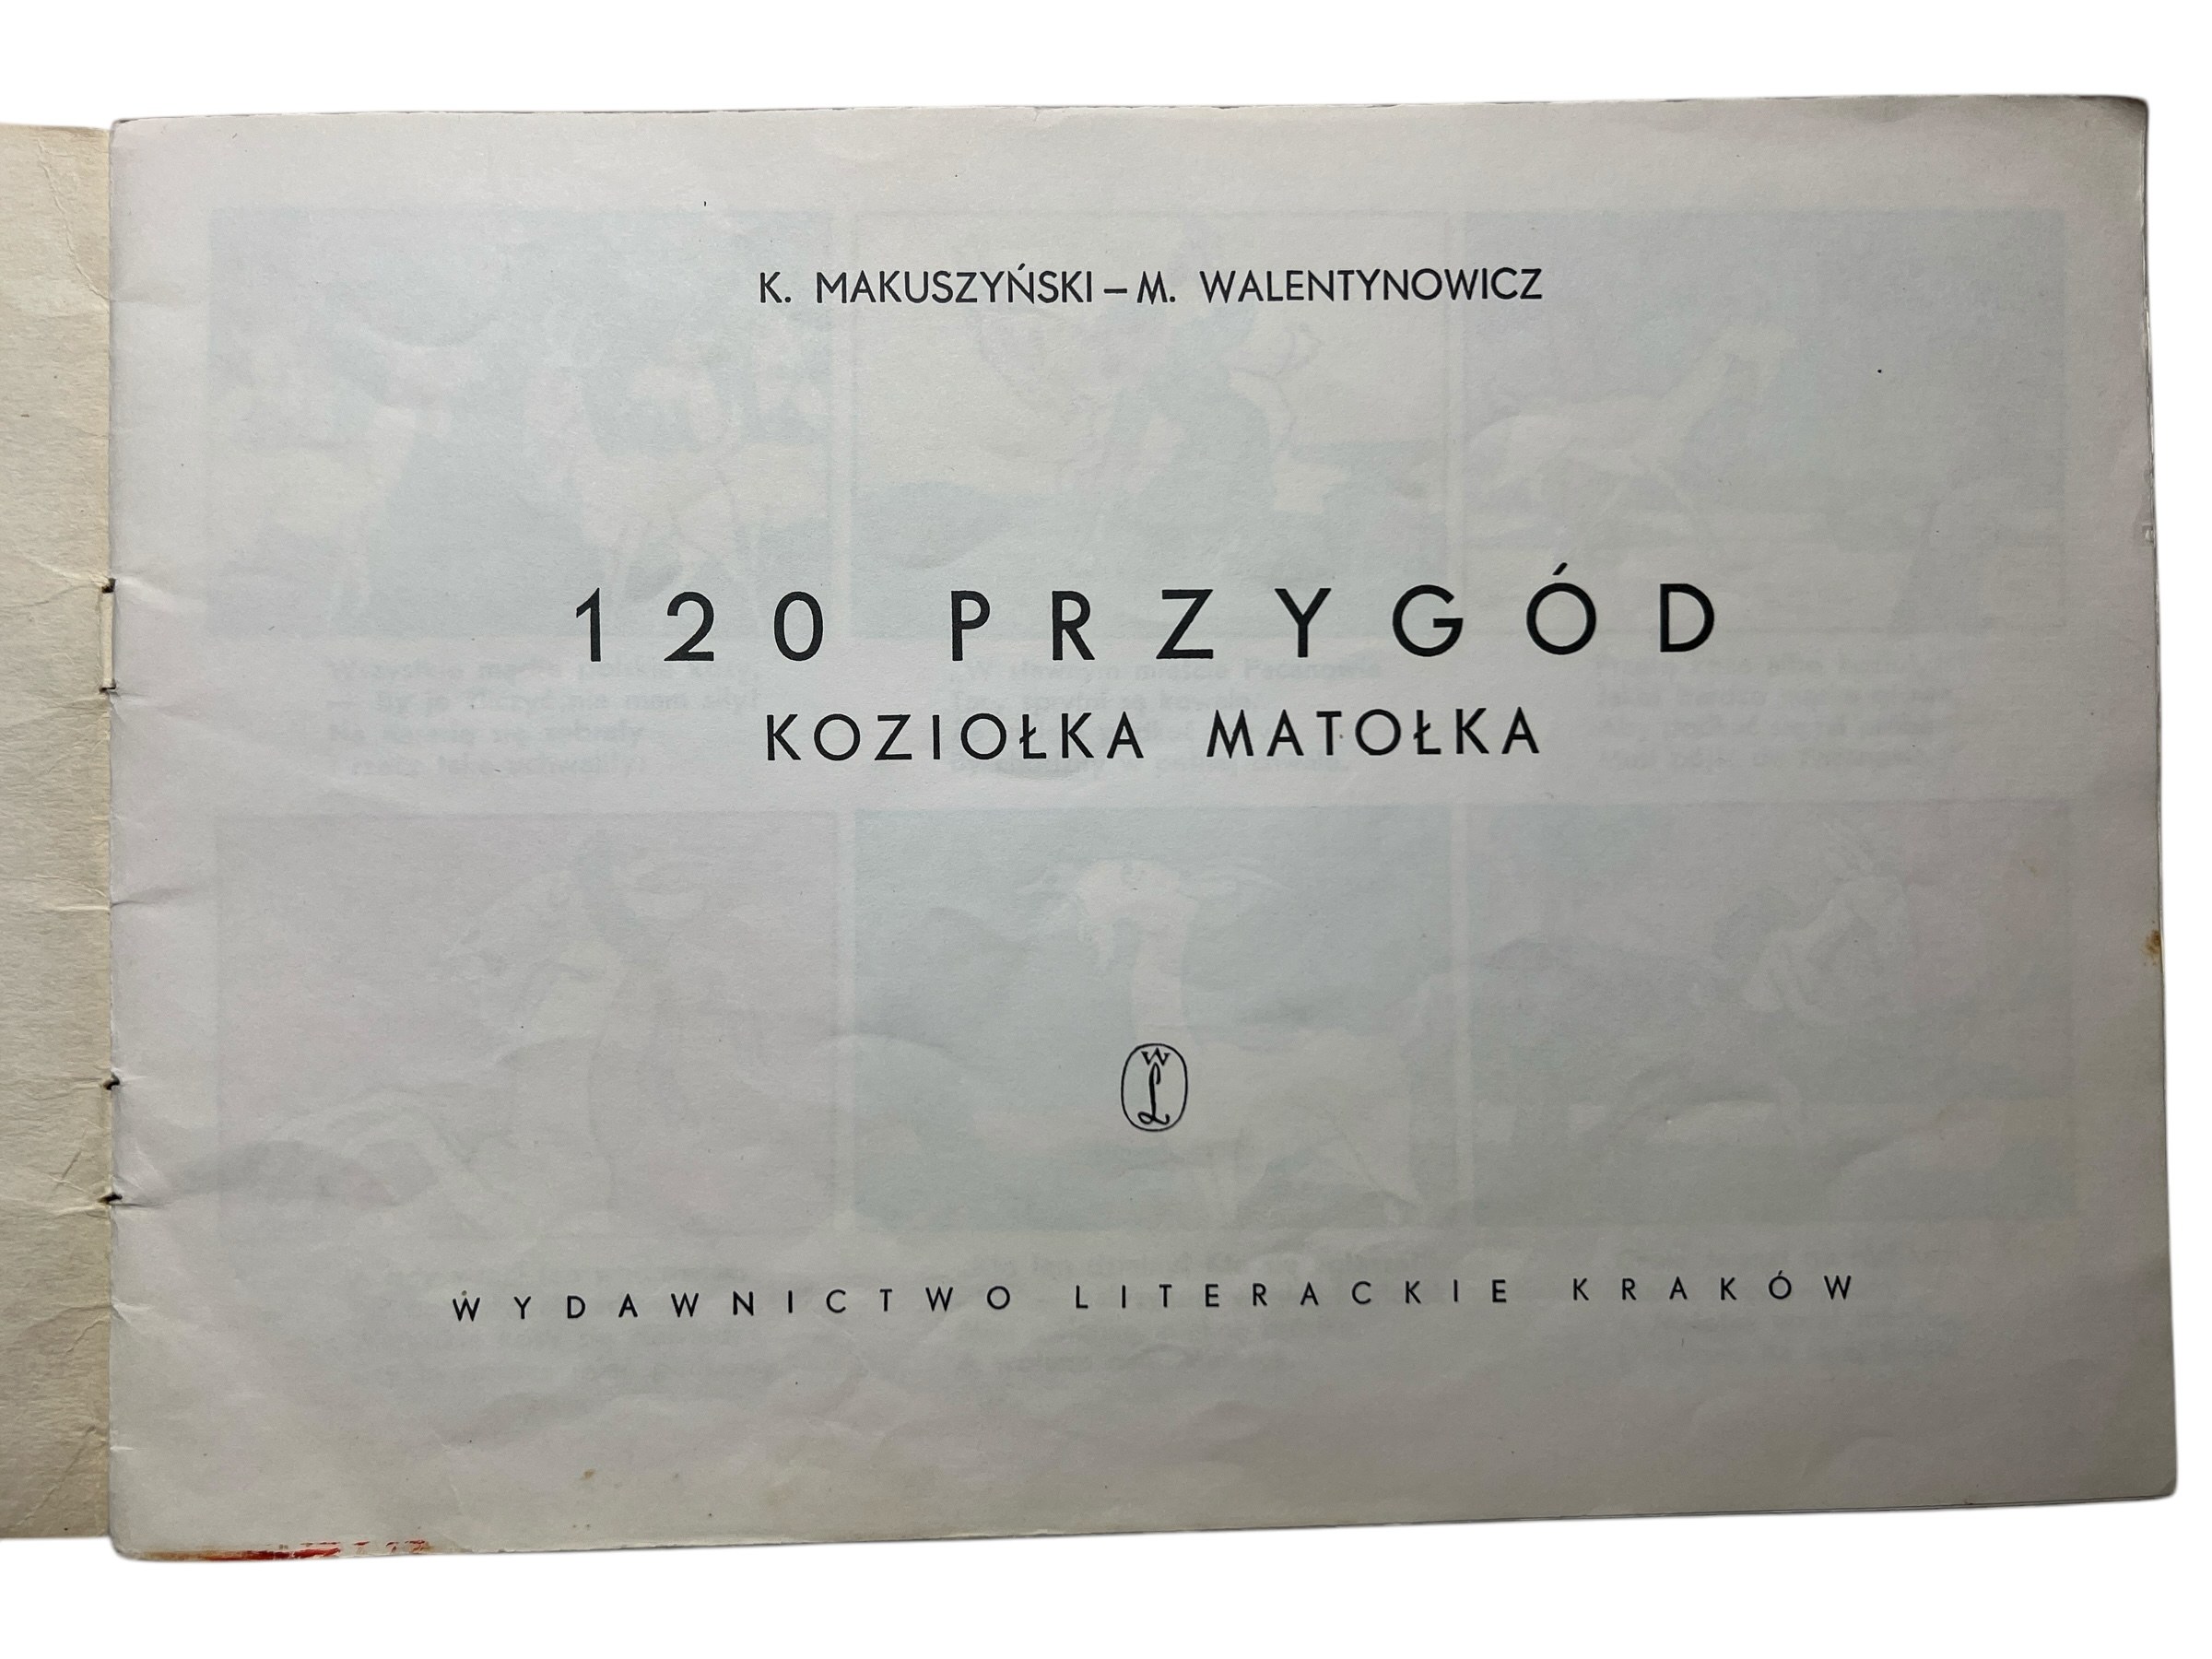 K. MAKUSZYŃSKI – M. WALENTYNOWICZ
120 PRZYGÓD
KOZIOŁKA MATOŁKA
WL
WYDAWNICTWO LITERACKIE KRAKÓW